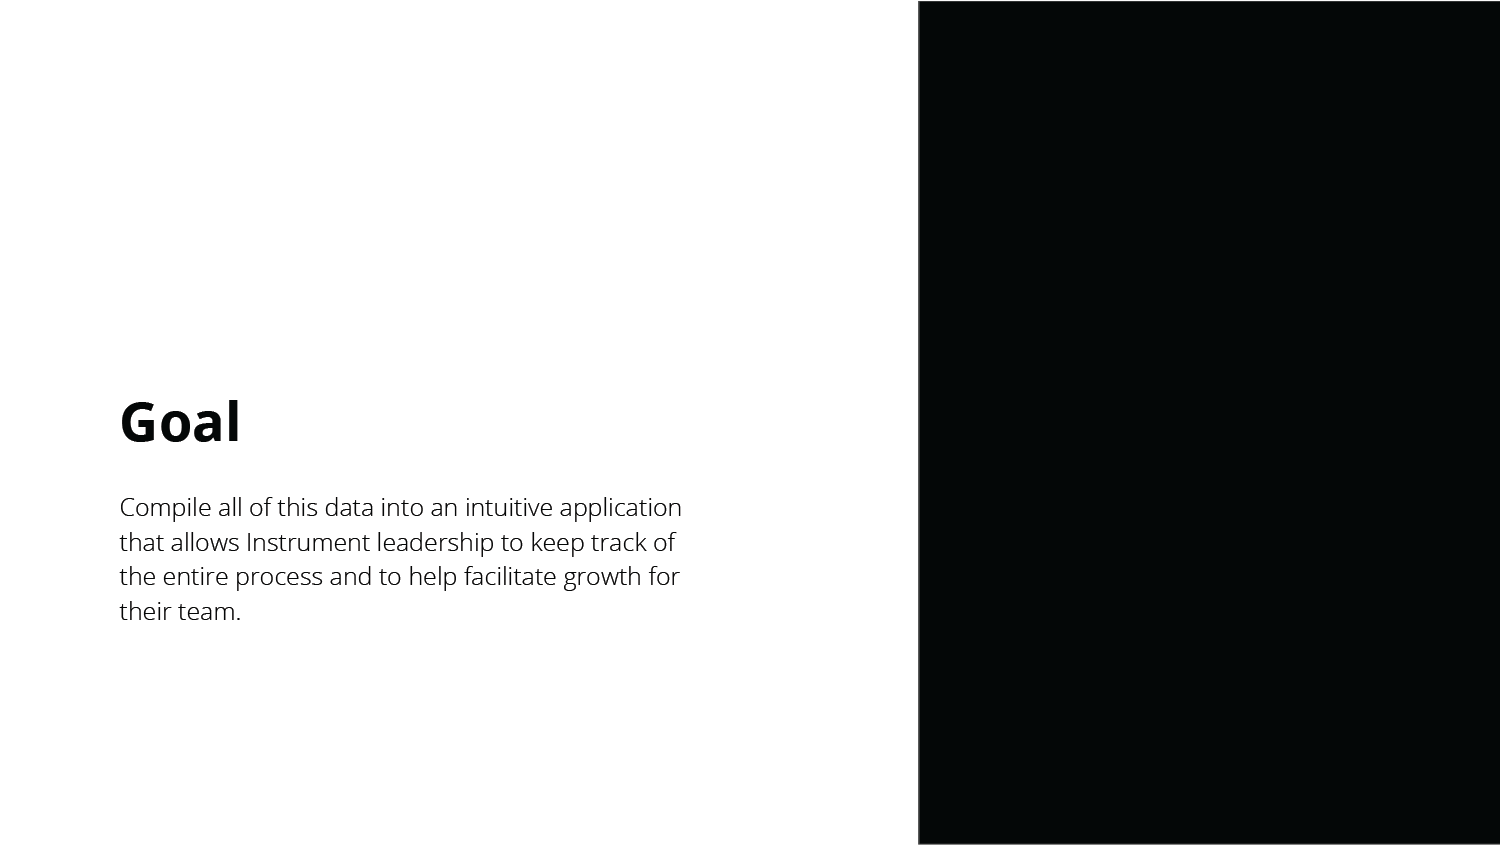 Goal
Compile all of this data into an intuitive application
that allows Instrument leadership to keep track of
the entire process and to help facilitate growth for
their team.